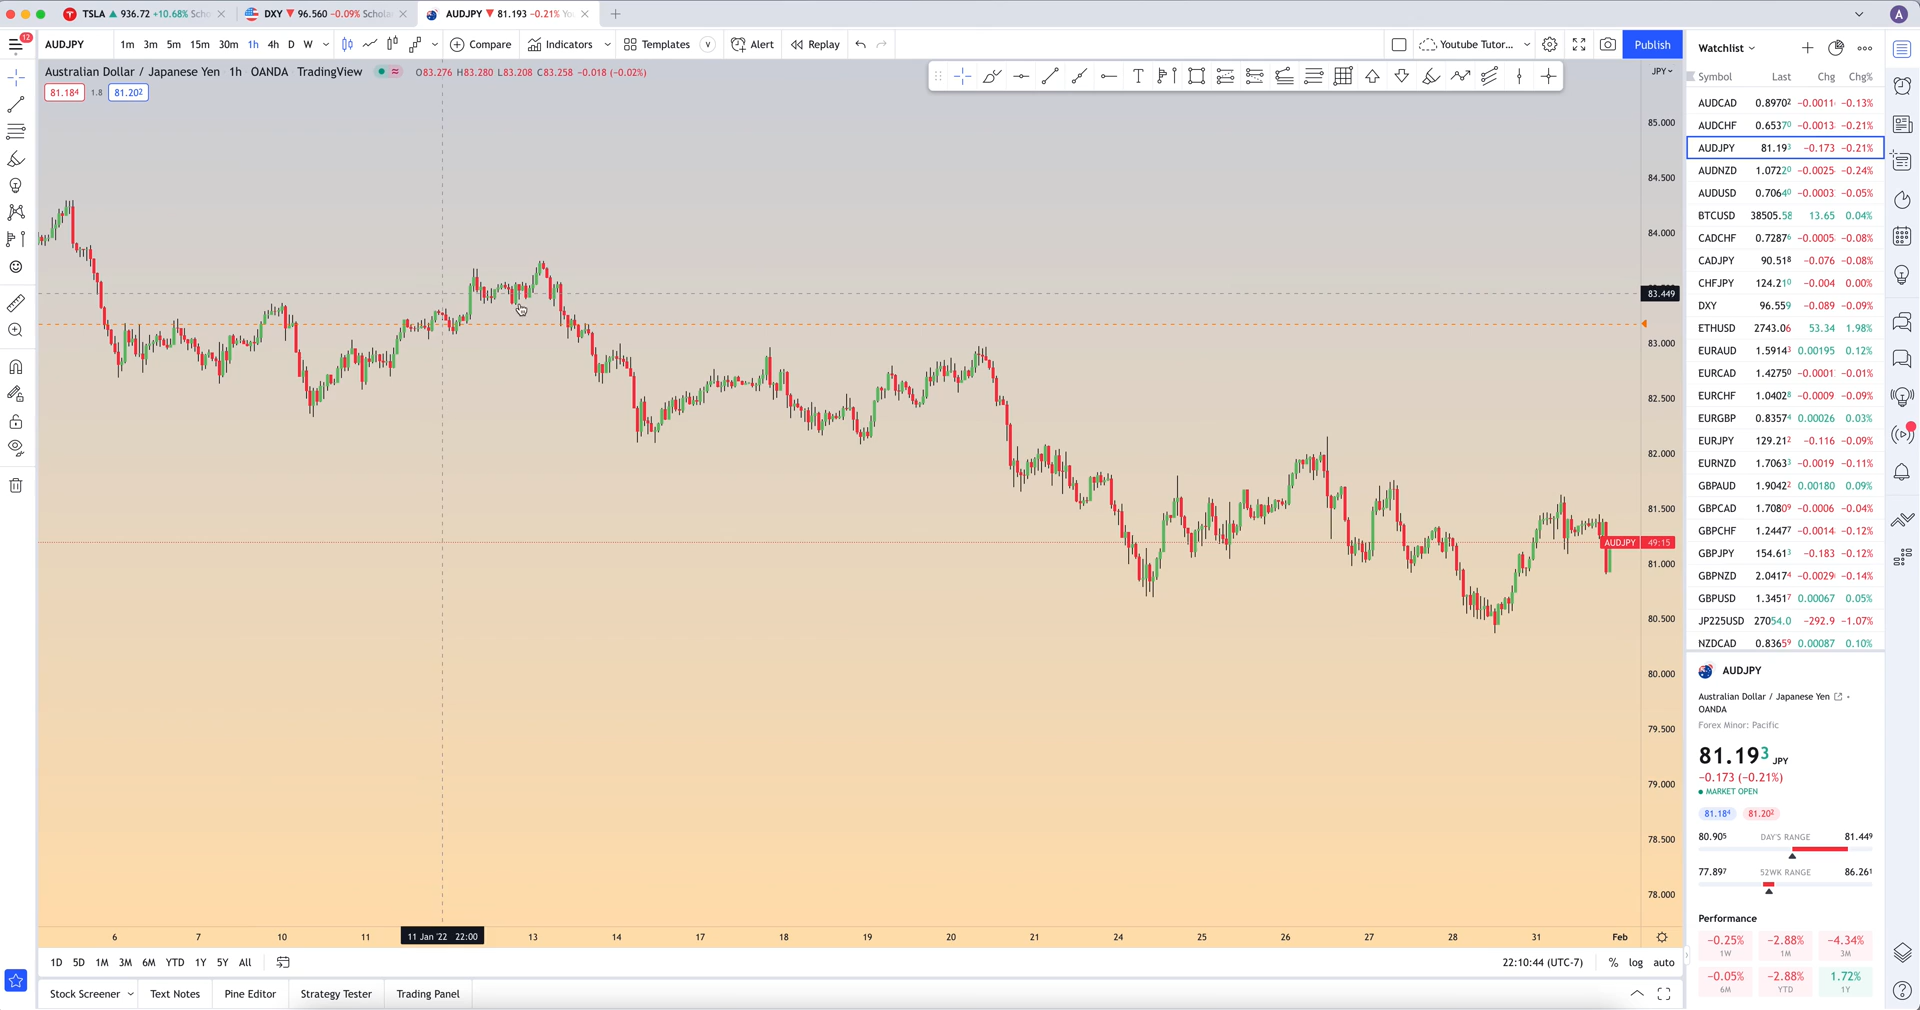 TSLA ▲ 936.72 +10.68% Scho
DXY ▼ 96.560 −0.09% Scholar
AUDJPY ▼ 81.193 −0.21% Yo
12
AUDJPY
1m 3m 5m 15m 30m 1h 4h D W
Compare
Indicators
Templates
Alert
Replay
Youtube Tutor...
Publish
Australian Dollar / Japanese Yen 1h OANDA TradingView
O83.276 H83.280 L83.208 C83.258 −0.018 (−0.02%)
81.184 1.8 81.202
JPY
85.000
84.500
84.000
83.449
83.000
82.500
82.000
81.500
AUDJPY 49:15
81.000
80.500
80.000
79.500
79.000
78.500
78.000
6 7 10 11 11 Jan '22 22:00 13 14 17 18 19 20 21 24 25 26 27 28 31 Feb
1D 5D 1M 3M 6M YTD 1Y 5Y All
22:10:44 (UTC-7) % log auto
Stock Screener Text Notes Pine Editor Strategy Tester Trading Panel
Watchlist
Symbol Last Chg Chg%
AUDCAD 0.89702 −0.0011 −0.13%
AUDCHF 0.65370 −0.0013 −0.21%
AUDJPY 81.193 −0.173 −0.21%
AUDNZD 1.07220 −0.0025 −0.24%
AUDUSD 0.70640 −0.0003 −0.05%
BTCUSD 38505.58 13.65 0.04%
CADCHF 0.72876 −0.0005 −0.08%
CADJPY 90.518 −0.076 −0.08%
CHFJPY 124.210 −0.004 0.00%
DXY 96.559 −0.089 −0.09%
ETHUSD 2743.06 53.34 1.98%
EURAUD 1.59143 0.00195 0.12%
EURCAD 1.42750 −0.0001 −0.01%
EURCHF 1.04028 −0.0009 −0.09%
EURGBP 0.83574 0.00026 0.03%
EURJPY 129.212 −0.116 −0.09%
EURNZD 1.70633 −0.0019 −0.11%
GBPAUD 1.90422 0.00180 0.09%
GBPCAD 1.70809 −0.0006 −0.04%
GBPCHF 1.24477 −0.0014 −0.12%
GBPJPY 154.613 −0.183 −0.12%
GBPNZD 2.04174 −0.0029 −0.14%
GBPUSD 1.34517 0.00067 0.05%
JP225USD 27054.0 −292.9 −1.07%
NZDCAD 0.83659 0.00087 0.10%
AUDJPY
Australian Dollar / Japanese Yen
OANDA
Forex Minor: Pacific
81.193 JPY
−0.173 (−0.21%)
MARKET OPEN
81.184 81.202
80.905 DAY'S RANGE 81.449
77.897 52WK RANGE 86.261
Performance
−0.25% −2.88% −4.34%
1W 1M 3M
−0.05% −2.88% 1.72%
6M YTD 1Y
A